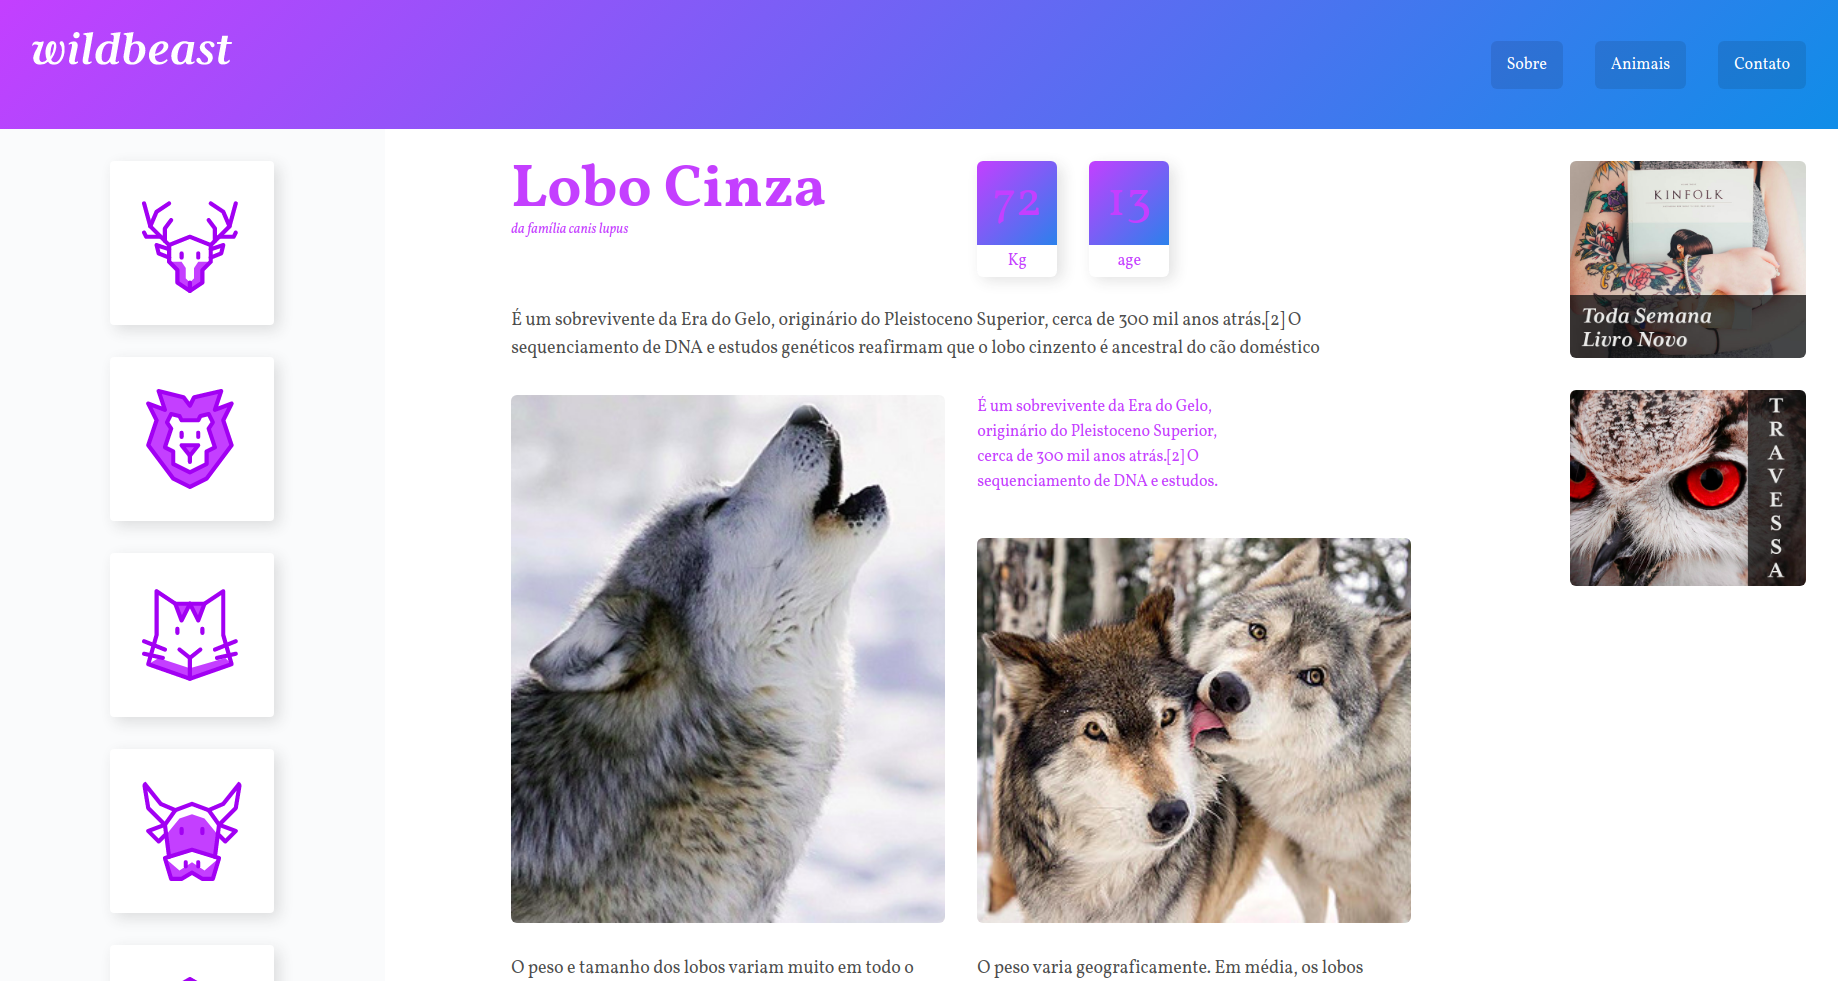 wildbeast
Sobre
Animais
Contato
Lobo Cinza
da família canis lupus
72
Kg
13
age
É um sobrevivente da Era do Gelo, originário do Pleistoceno Superior, cerca de 300 mil anos atrás.[2] O
sequenciamento de DNA e estudos genéticos reafirmam que o lobo cinzento é ancestral do cão doméstico
É um sobrevivente da Era do Gelo,
originário do Pleistoceno Superior,
cerca de 300 mil anos atrás.[2] O
sequenciamento de DNA e estudos.
O peso e tamanho dos lobos variam muito em todo o
O peso varia geograficamente. Em média, os lobos
KINFOLK
Toda Semana
Livro Novo
TRAVESSA